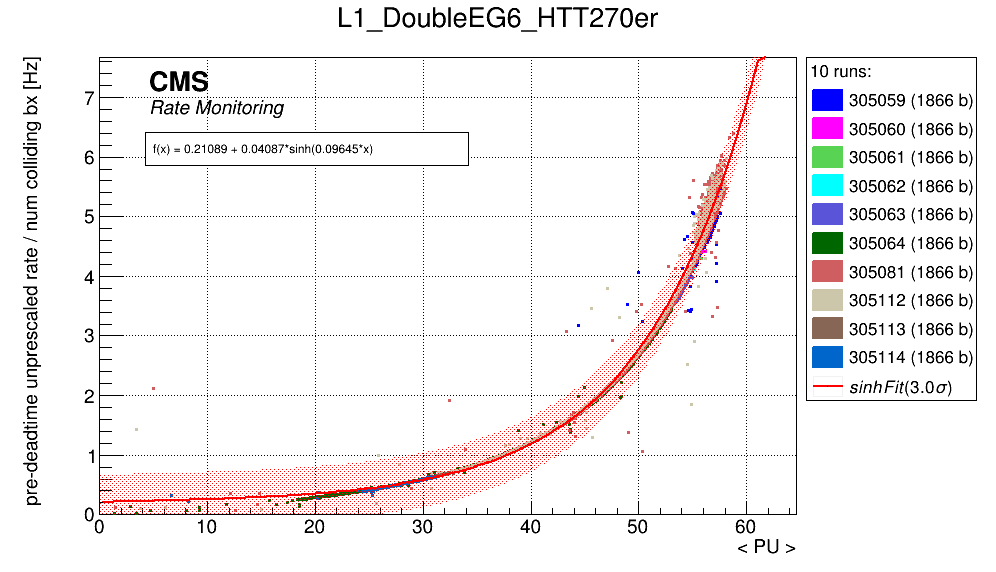 L1_DoubleEG6_HTT270er
pre-deadtime unprescaled rate / num colliding bx [Hz]
CMS
Rate Monitoring
f(x) = 0.21089 + 0.04087*sinh(0.09645*x)
7
6
5
4
3
2
1
0
0 10 20 30 40 50 60
< PU >
10 runs:
305059 (1866 b)
305060 (1866 b)
305061 (1866 b)
305062 (1866 b)
305063 (1866 b)
305064 (1866 b)
305081 (1866 b)
305112 (1866 b)
305113 (1866 b)
305114 (1866 b)
sinhFit(3.0σ)